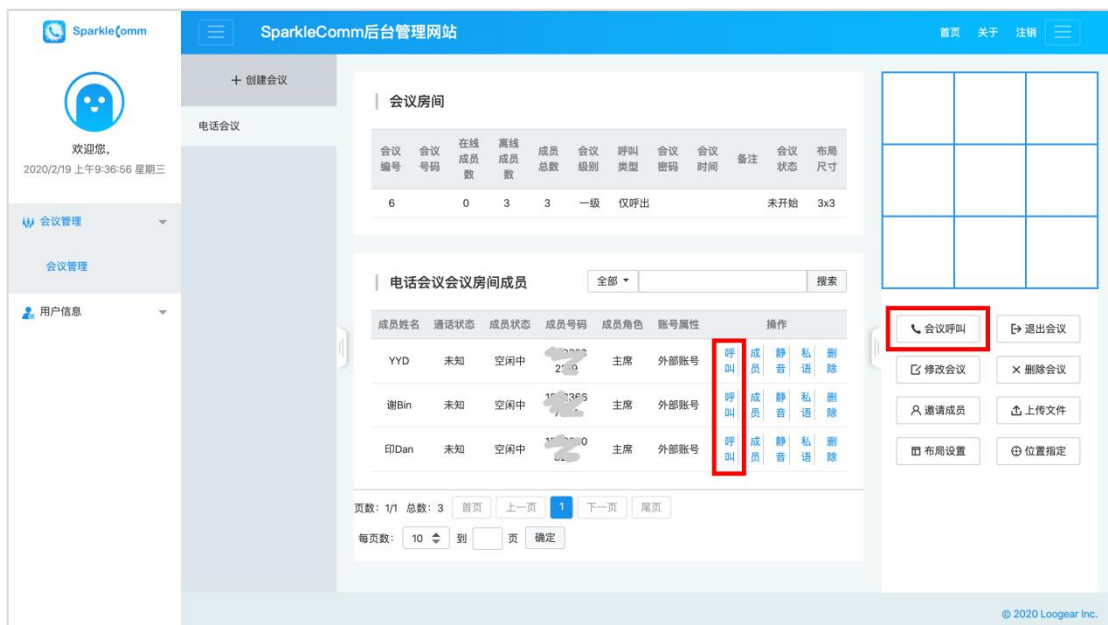 SparkleComm
SparkleComm后台管理网站
首页 关于 注销
欢迎您,
2020/2/19 上午9:36:56 星期三
会议管理
会议管理
用户信息
+ 创建会议
电话会议
会议房间
会议编号 会议号码 在线成员数 离线成员数 成员总数 会议级别 呼叫类型 会议密码 会议时间 备注 会议状态 布局尺寸
6 0 3 3 一级 仅呼出 未开始 3x3
电话会议会议房间成员
全部 搜索
成员姓名 通话状态 成员状态 成员号码 成员角色 账号属性 操作
YYD 未知 空闲中 主席 外部账号 呼叫 成员 静音 私语 删除
谢Bin 未知 空闲中 主席 外部账号 呼叫 成员 静音 私语 删除
印Dan 未知 空闲中 主席 外部账号 呼叫 成员 静音 私语 删除
页数: 1/1 总数: 3 首页 上一页 1 下一页 尾页
每页数: 10 到 页 确定
会议呼叫 退出会议
修改会议 删除会议
邀请成员 上传文件
布局设置 位置指定
© 2020 Loogear Inc.